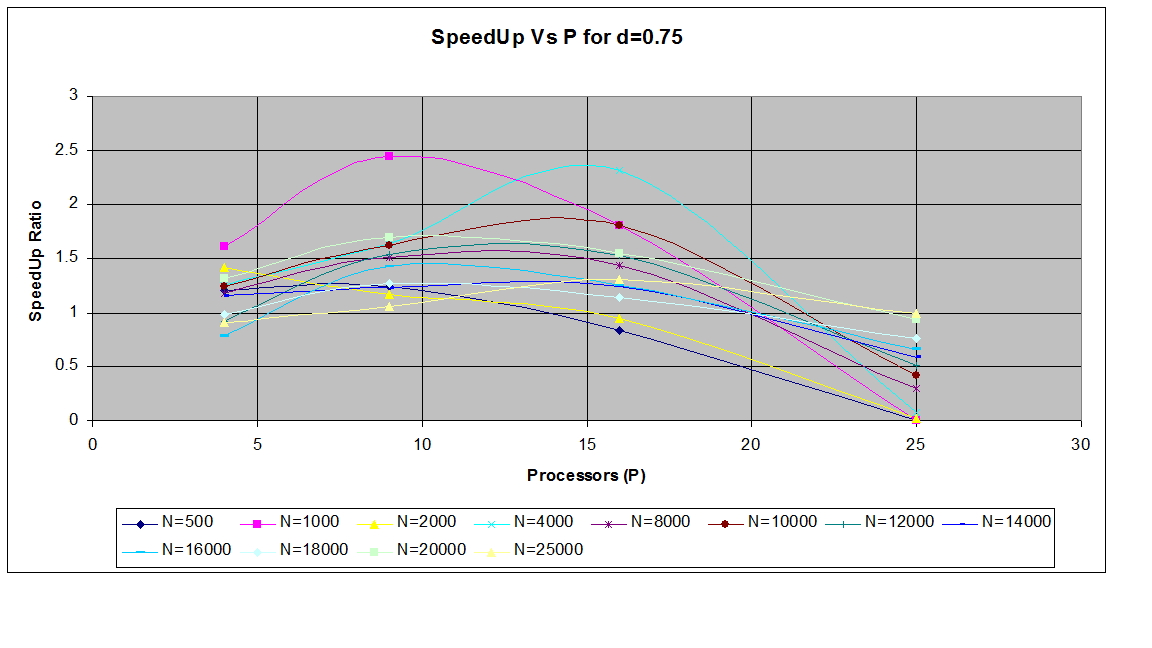 SpeedUp Vs P for d=0.75
3
2.5
2
1.5
1
0.5
0
SpeedUp Ratio
0 5 10 15 20 25 30
Processors (P)
N=500 N=1000 N=2000 N=4000 N=8000 N=10000 N=12000 N=14000
N=16000 N=18000 N=20000 N=25000